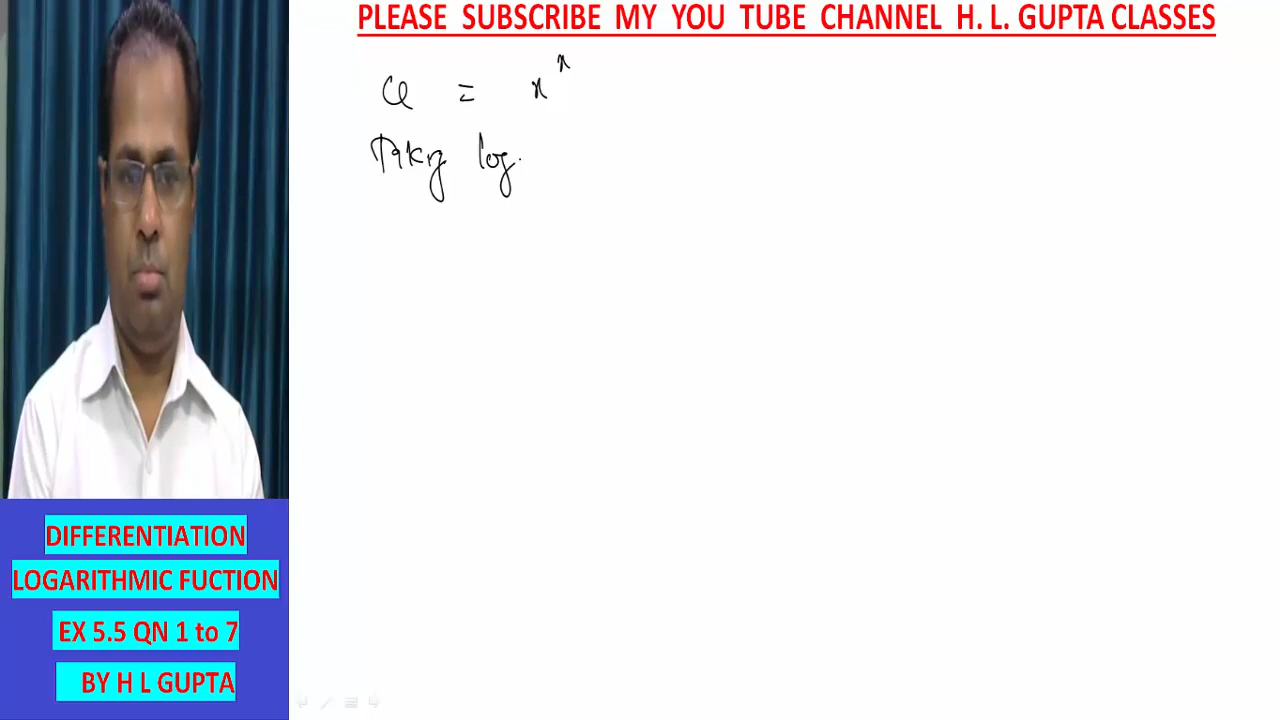 PLEASE SUBSCRIBE MY YOU TUBE CHANNEL H. L. GUPTA CLASSES
u = x^x
Taking log.
DIFFERENTIATION
LOGARITHMIC FUCTION
EX 5.5 QN 1 to 7
BY H L GUPTA